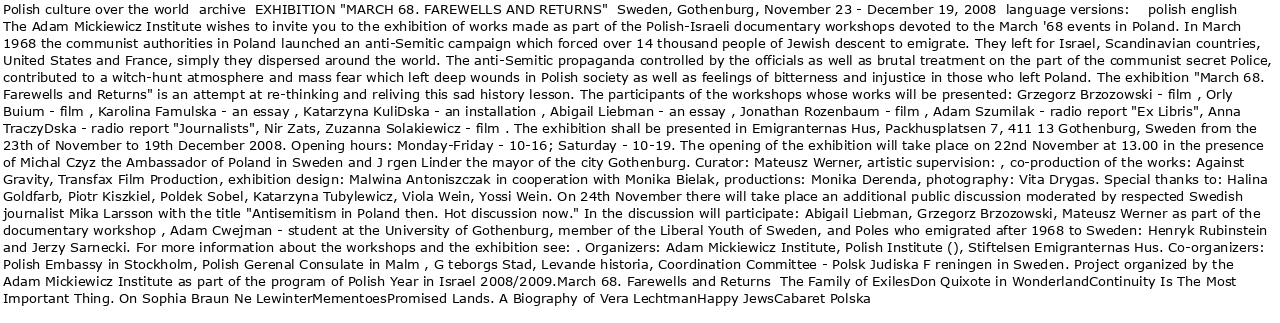 Polish culture over the world  archive  EXHIBITION "MARCH 68. FAREWELLS AND RETURNS"  Sweden, Gothenburg, November 23 - December 19, 2008  language versions:    polish english
The Adam Mickiewicz Institute wishes to invite you to the exhibition of works made as part of the Polish-Israeli documentary workshops devoted to the March '68 events in Poland. In March
1968 the communist authorities in Poland launched an anti-Semitic campaign which forced over 14 thousand people of Jewish descent to emigrate. They left for Israel, Scandinavian countries,
United States and France, simply they dispersed around the world. The anti-Semitic propaganda controlled by the officials as well as brutal treatment on the part of the communist secret Police,
contributed to a witch-hunt atmosphere and mass fear which left deep wounds in Polish society as well as feelings of bitterness and injustice in those who left Poland. The exhibition "March 68.
Farewells and Returns" is an attempt at re-thinking and reliving this sad history lesson. The participants of the workshops whose works will be presented: Grzegorz Brzozowski - film , Orly
Buium - film , Karolina Famulska - an essay , Katarzyna KuliDska - an installation , Abigail Liebman - an essay , Jonathan Rozenbaum - film , Adam Szumilak - radio report "Ex Libris", Anna
TraczyDska - radio report "Journalists", Nir Zats, Zuzanna Solakiewicz - film . The exhibition shall be presented in Emigranternas Hus, Packhusplatsen 7, 411 13 Gothenburg, Sweden from the
23th of November to 19th December 2008. Opening hours: Monday-Friday - 10-16; Saturday - 10-19. The opening of the exhibition will take place on 22nd November at 13.00 in the presence
of Michal Czyz the Ambassador of Poland in Sweden and J rgen Linder the mayor of the city Gothenburg. Curator: Mateusz Werner, artistic supervision: , co-production of the works: Against
Gravity, Transfax Film Production, exhibition design: Malwina Antoniszczak in cooperation with Monika Bielak, productions: Monika Derenda, photography: Vita Drygas. Special thanks to: Halina
Goldfarb, Piotr Kiszkiel, Poldek Sobel, Katarzyna Tubylewicz, Viola Wein, Yossi Wein. On 24th November there will take place an additional public discussion moderated by respected Swedish
journalist Mika Larsson with the title "Antisemitism in Poland then. Hot discussion now." In the discussion will participate: Abigail Liebman, Grzegorz Brzozowski, Mateusz Werner as part of the
documentary workshop , Adam Cwejman - student at the University of Gothenburg, member of the Liberal Youth of Sweden, and Poles who emigrated after 1968 to Sweden: Henryk Rubinstein
and Jerzy Sarnecki. For more information about the workshops and the exhibition see: . Organizers: Adam Mickiewicz Institute, Polish Institute (), Stiftelsen Emigranternas Hus. Co-organizers:
Polish Embassy in Stockholm, Polish Gerenal Consulate in Malm , G teborgs Stad, Levande historia, Coordination Committee - Polsk Judiska F reningen in Sweden. Project organized by the
Adam Mickiewicz Institute as part of the program of Polish Year in Israel 2008/2009.March 68. Farewells and Returns  The Family of ExilesDon Quixote in WonderlandContinuity Is The Most
Important Thing. On Sophia Braun Ne LewinterMementoesPromised Lands. A Biography of Vera LechtmanHappy JewsCabaret Polska